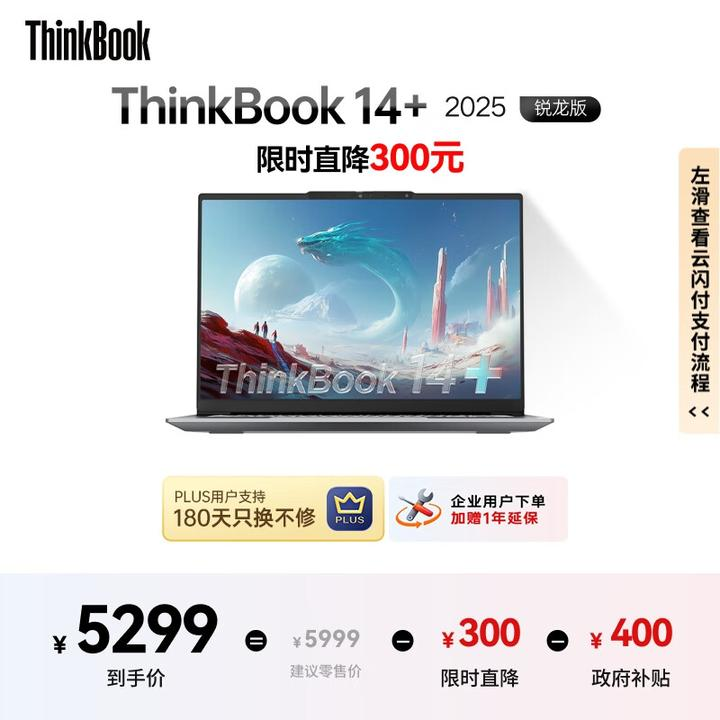 ThinkBook
ThinkBook 14+ 2025 锐龙版
限时直降300元
左滑查看云闪付支付流程
<<
ThinkBook 14+
PLUS用户支持
180天只换不修
PLUS
企业用户下单
加赠1年延保
¥5299 = ¥5999 - ¥300 - ¥400
到手价 建议零售价 限时直降 政府补贴